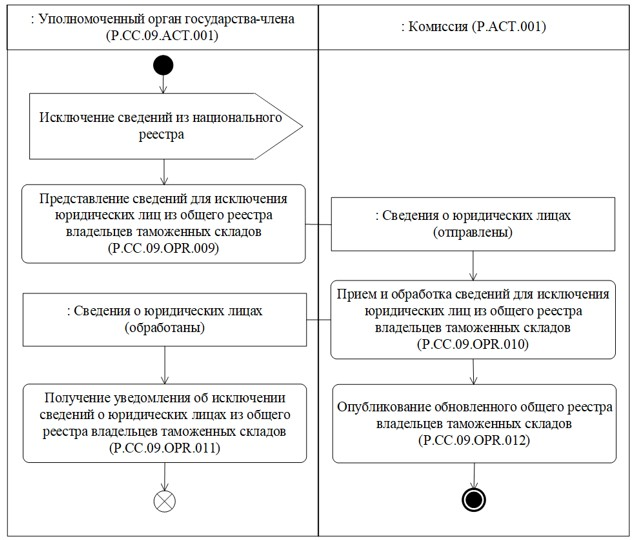 : Уполномоченный орган государства-члена
(P.CC.09.ACT.001)
: Комиссия (P.ACT.001)
Исключение сведений из национального
реестра
Представление сведений для исключения
юридических лиц из общего реестра
владельцев таможенных складов
(P.CC.09.OPR.009)
: Сведения о юридических лицах
(отправлены)
Прием и обработка сведений для исключения
юридических лиц из общего реестра
владельцев таможенных складов
(P.CC.09.OPR.010)
: Сведения о юридических лицах
(обработаны)
Получение уведомления об исключении
сведений о юридических лицах из общего
реестра владельцев таможенных складов
(P.CC.09.OPR.011)
Опубликование обновленного общего реестра
владельцев таможенных складов
(P.CC.09.OPR.012)